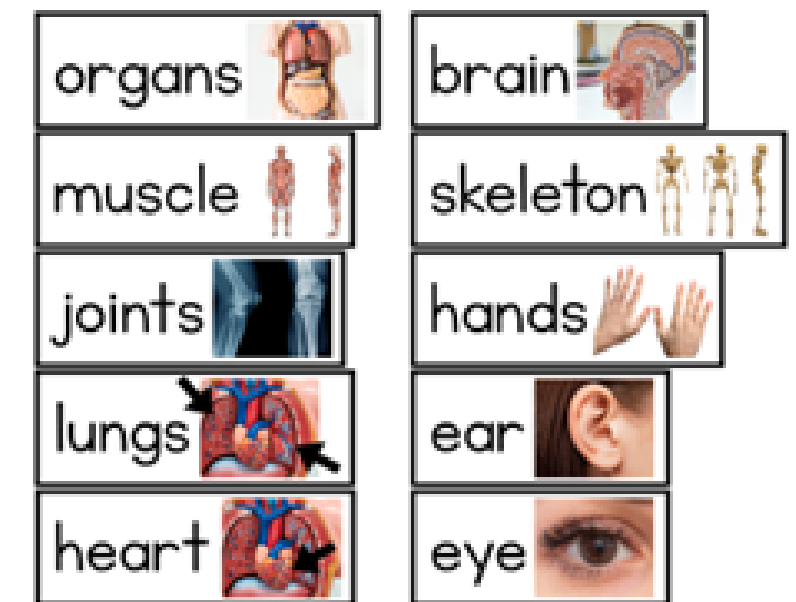 organs
brain
muscle
skeleton
joints
hands
lungs
ear
heart
eye